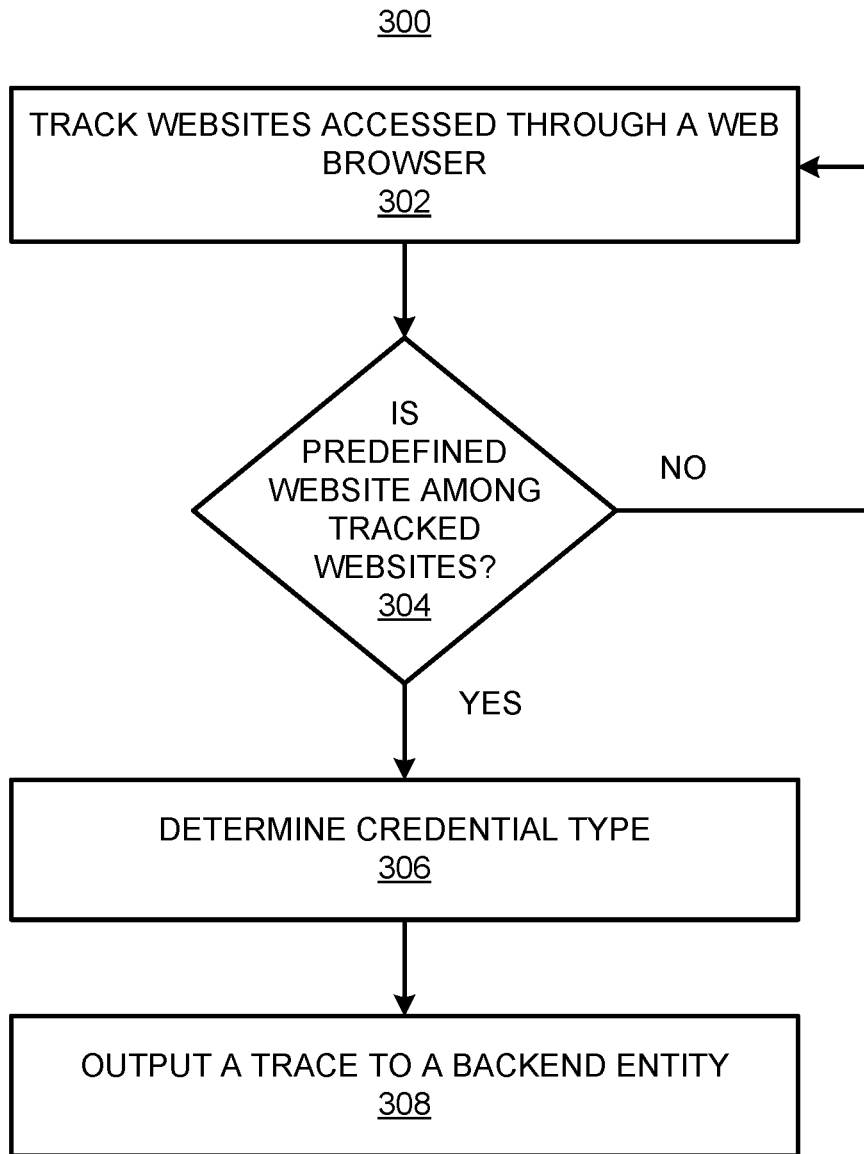 300
TRACK WEBSITES ACCESSED THROUGH A WEB
BROWSER
302
IS
PREDEFINED
WEBSITE AMONG
TRACKED
WEBSITES?
304
NO
YES
DETERMINE CREDENTIAL TYPE
306
OUTPUT A TRACE TO A BACKEND ENTITY
308